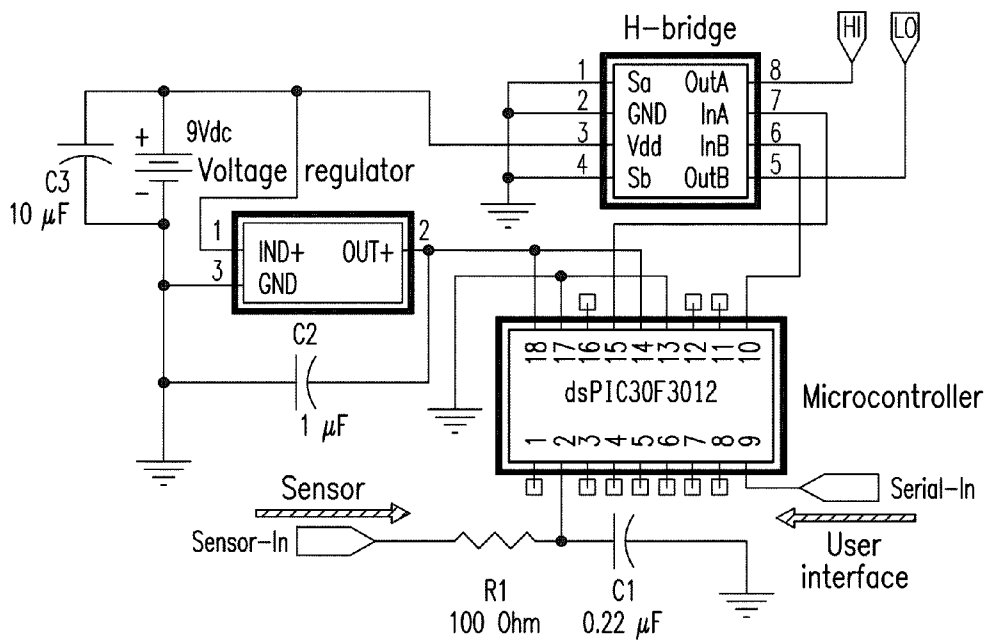 H-bridge
HI
LO
1 Sa OutA 8
2 GND InA 7
3 Vdd InB 6
4 Sb OutB 5
+ 9Vdc
-
C3
10 μF
Voltage regulator
1 IND+ OUT+ 2
3 GND
C2
1 μF
18 17 16 15 14 13 12 11 10
dsPIC30F3012
1 2 3 4 5 6 7 8 9
Microcontroller
Sensor
Sensor-In
Serial-In
User
interface
R1
100 Ohm
C1
0.22 μF